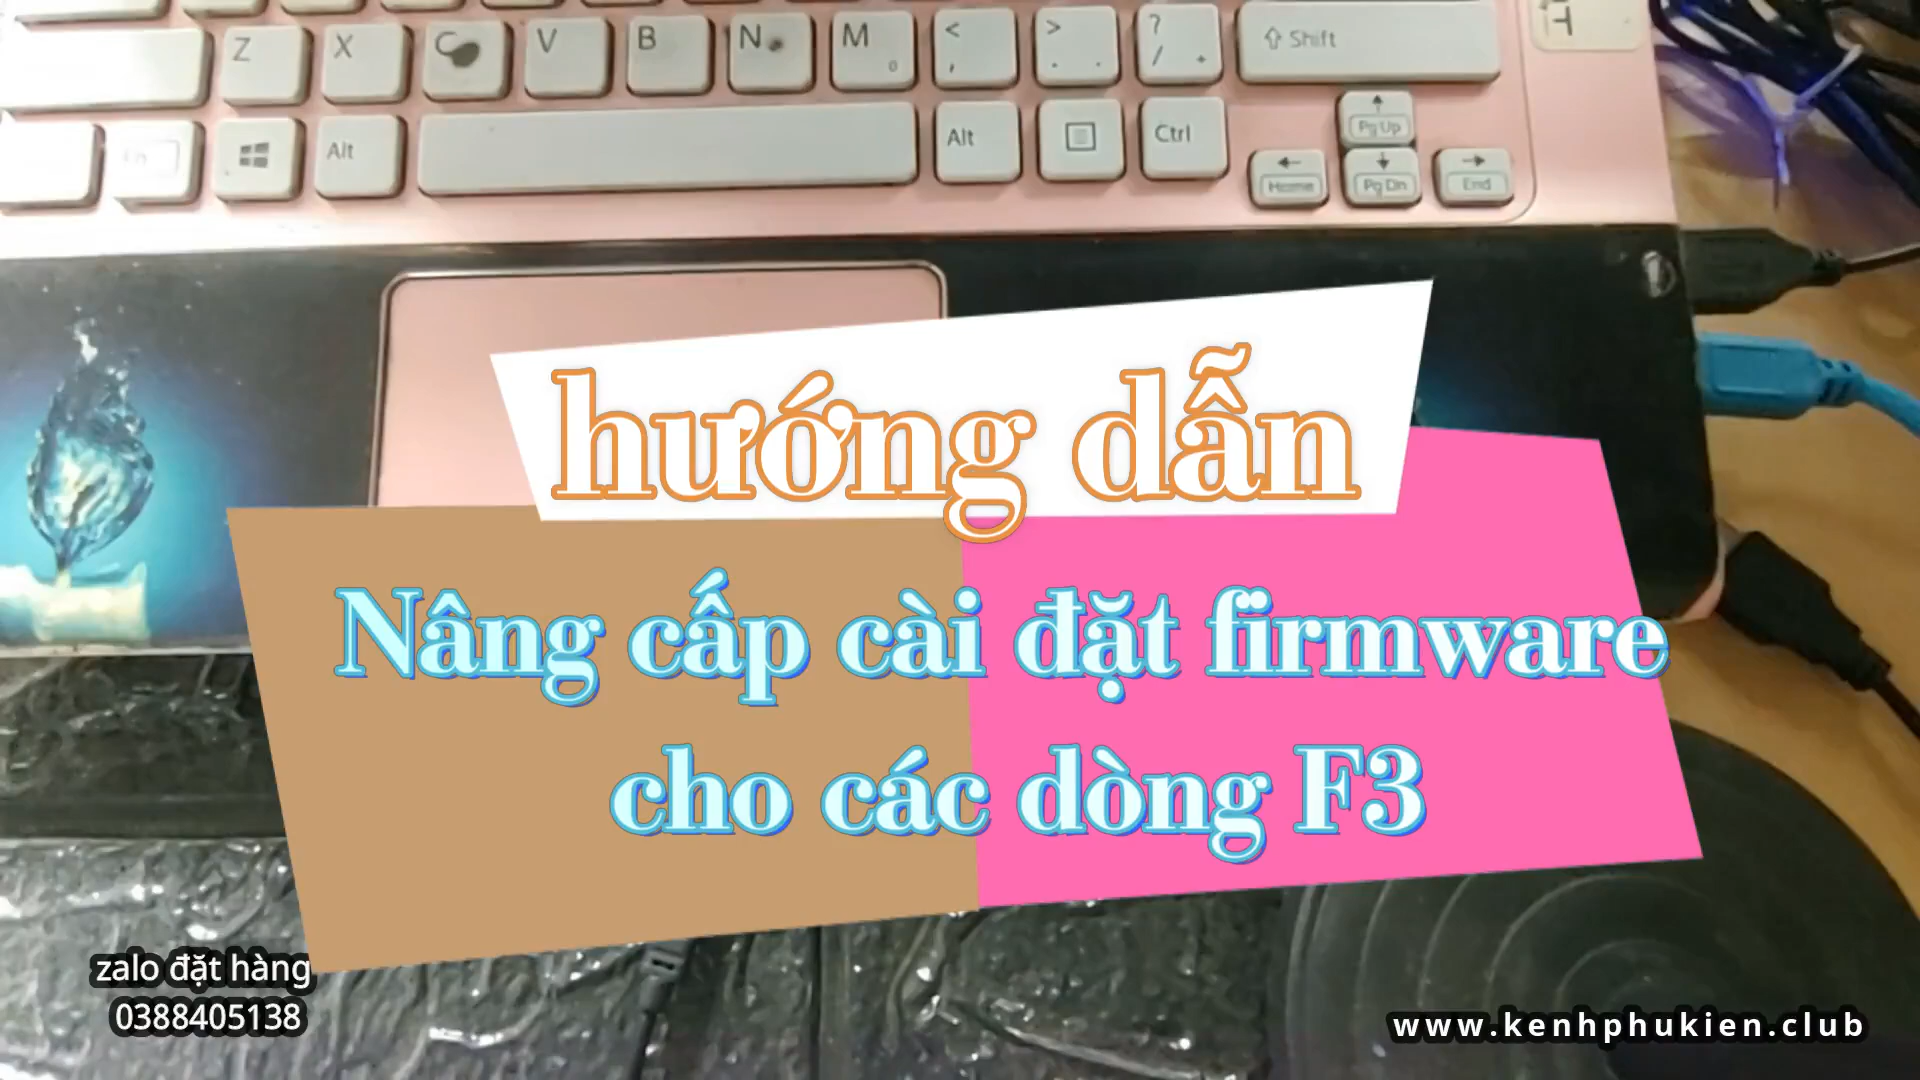 Z X C V B N M < , > . ? / ⇧ Shift
Alt Alt Ctrl Pg Up
Home Pg Dn End
hướng dẫn
Nâng cấp cài đặt firmware
cho các dòng F3
zalo đặt hàng
0388405138
www.kenhphukien.club